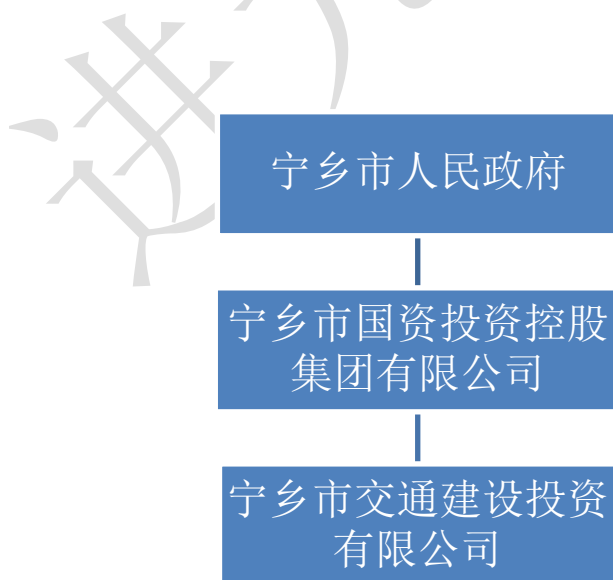 宁乡市人民政府
宁乡市国资投资控股
集团有限公司
宁乡市交通建设投资
有限公司